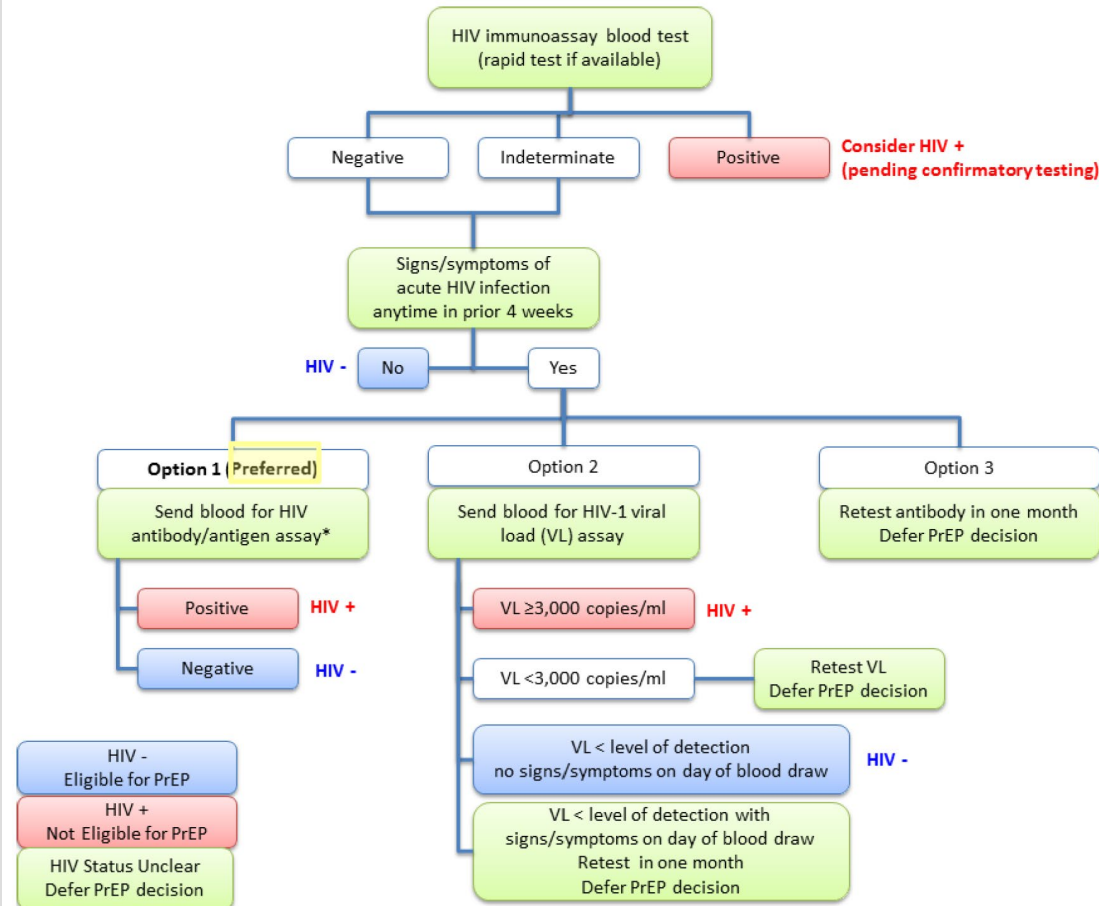 HIV immunoassay blood test
(rapid test if available)
Negative
Indeterminate
Positive
Consider HIV +
(pending confirmatory testing)
Signs/symptoms of
acute HIV infection
anytime in prior 4 weeks
HIV -
No
Yes
Option 1 (Preferred)
Send blood for HIV
antibody/antigen assay*
Positive
HIV +
Negative
HIV -
Option 2
Send blood for HIV-1 viral
load (VL) assay
VL ≥3,000 copies/ml
HIV +
VL <3,000 copies/ml
Retest VL
Defer PrEP decision
VL < level of detection
no signs/symptoms on day of blood draw
HIV -
VL < level of detection with
signs/symptoms on day of blood draw
Retest in one month
Defer PrEP decision
Option 3
Retest antibody in one month
Defer PrEP decision
HIV -
Eligible for PrEP
HIV +
Not Eligible for PrEP
HIV Status Unclear
Defer PrEP decision